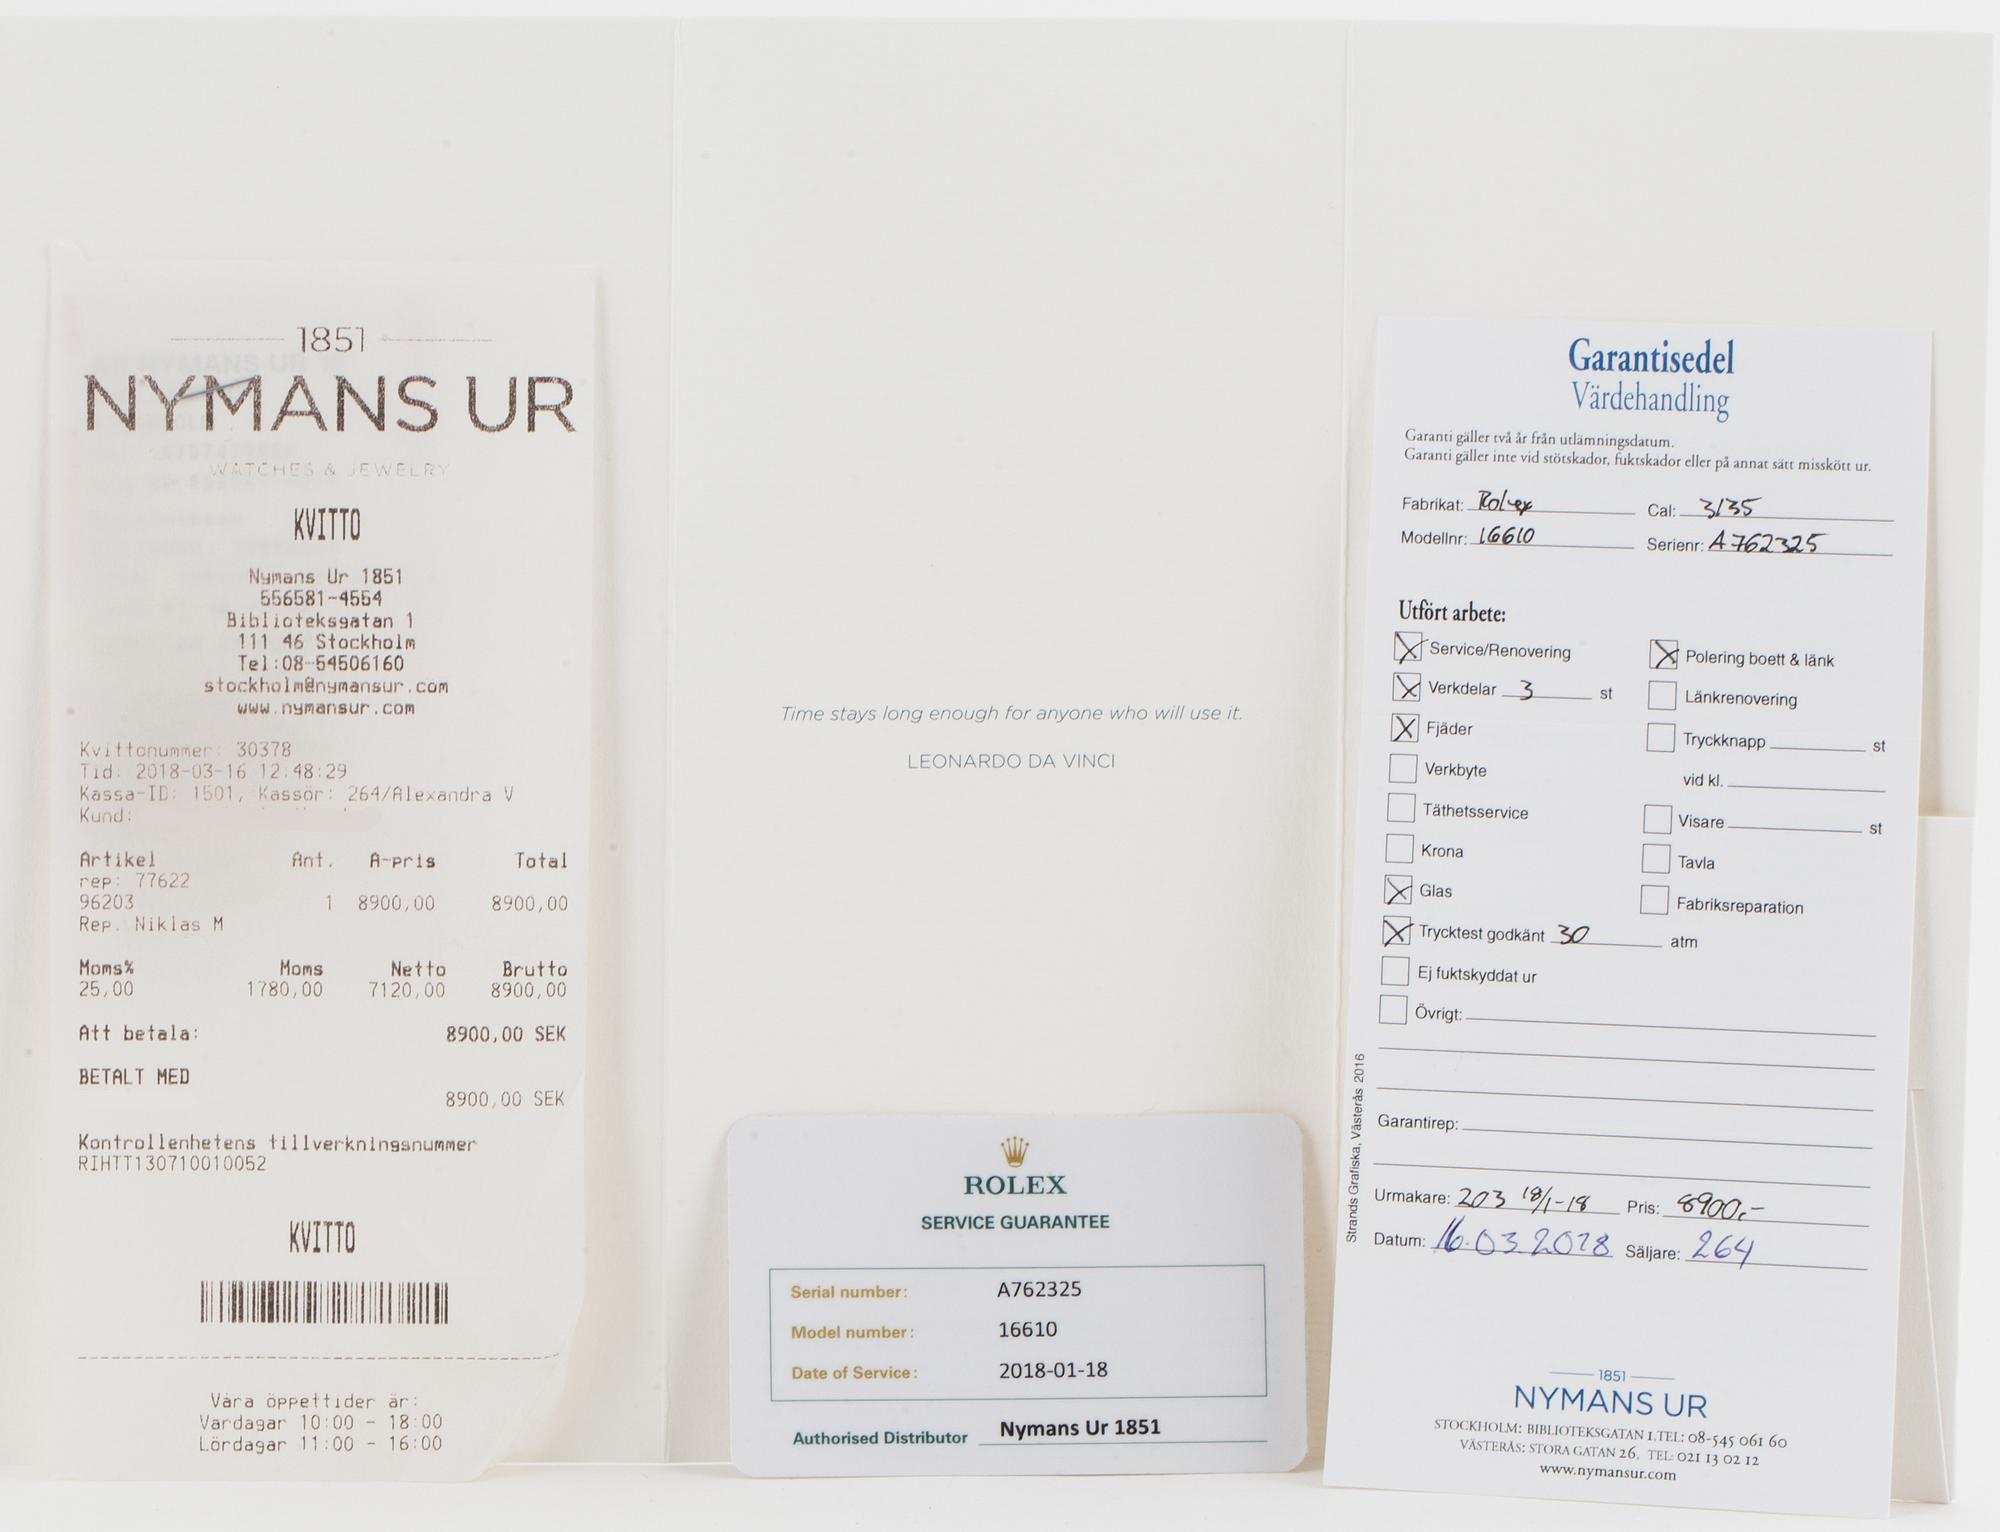 1851
NYMANS UR
WATCHES & JEWELRY
KVITTO
Nymans Ur 1851
556581-4554
Biblioteksgatan 1
111 46 Stockholm
Tel:08-54506160
stockholm@nymansur.com
www.nymansur.com
Kvittonummer: 30378
Tid: 2018-03-16 12:48:29
Kassa-ID: 1501, Kassör: 264/Alexandra V
Kund:
Artikel Ant. A-pris Total
rep: 77622
96203 1 8900,00 8900,00
Rep. Niklas M
Moms% Moms Netto Brutto
25,00 1780,00 7120,00 8900,00
Att betala: 8900,00 SEK
BETALT MED
8900,00 SEK
Kontrollenhetens tillverkningsnummer
RIHTT130710010052
KVITTO
Våra öppettider är:
Vardagar 10:00 - 18:00
Lördagar 11:00 - 16:00
Time stays long enough for anyone who will use it.
LEONARDO DA VINCI
ROLEX
SERVICE GUARANTEE
Serial number: A762325
Model number: 16610
Date of Service: 2018-01-18
Authorised Distributor Nymans Ur 1851
Garantisedel
Värdehandling
Garanti gäller två år från utlämningsdatum.
Garanti gäller inte vid stötskador, fuktskador eller på annat sätt misskött ur.
Fabrikat: Rolex Cal: 3135
Modellnr: 16610 Serienr: A762325
Utfört arbete:
Service/Renovering Polering boett & länk
Verkdelar 3 st Länkrenovering
Fjäder Tryckknapp st
Verkbyte vid kl.
Täthetsservice Visare st
Krona Tavla
Glas Fabriksreparation
Trycktest godkänt 30 atm
Ej fuktskyddat ur
Övrigt:
Garantirep:
Urmakare: 203 18/1-18 Pris: 8900,-
Datum: 16.03.2018 Säljare: 264
Strands Grafiska, Västerås 2016
1851
NYMANS UR
STOCKHOLM: BIBLIOTEKSGATAN 1, TEL: 08-545 061 60
VÄSTERÅS: STORA GATAN 26, TEL: 021 13 02 12
www.nymansur.com